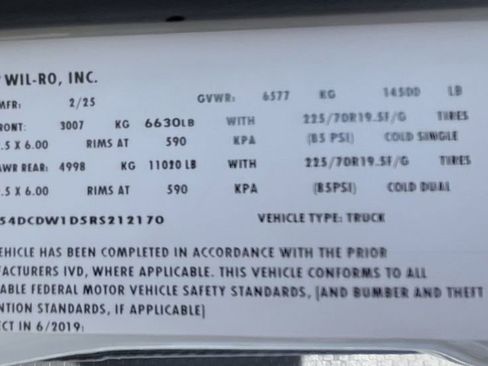 WIL-RO, INC.
MFR: 2/25 GVWR: 6577 KG 14500 LB
RONT: 3007 KG 6630LB WITH 225/70R19.5F/G TIRES
.5 X 6.00 RIMS AT 590 KPA (85 PSI) COLD SINGLE
AWR REAR: 4998 KG 11020 LB WITH 225/70R19.5F/G TIRES
.5 X 6.00 RIMS AT 590 KPA (85PSI) COLD DUAL
54DCDW1D5RS212170 VEHICLE TYPE: TRUCK
EHICLE HAS BEEN COMPLETED IN ACCORDANCE WITH THE PRIOR
FACTURERS IVD, WHERE APPLICABLE. THIS VEHICLE CONFORMS TO ALL
ABLE FEDERAL MOTOR VEHICLE SAFETY STANDARDS, [AND BUMBER AND THEFT
NTION STANDARDS, IF APPLICABLE]
ECT IN 6/2019: